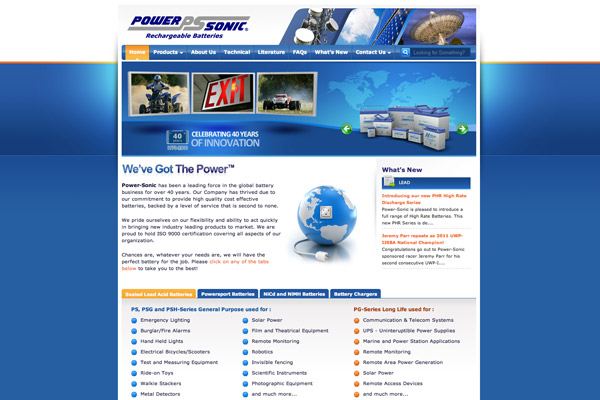 POWER PS SONIC®
Rechargeable Batteries
Home Products About Us Technical Literature FAQs What's New Contact Us Looking for Something?
EXIT
40
CELEBRATING 40 YEARS
OF INNOVATION
We've Got The Power™
Power-Sonic has been a leading force in the global battery
business for over 40 years. Our Company has thrived due to
our commitment to provide high quality cost effective
batteries, backed by a level of service that is second to none.
We pride ourselves on our flexibility and ability to act quickly
in bringing new industry leading products to market. We are
proud to hold ISO 9000 certification covering all aspects of our
organization.
Chances are, whatever your needs are, we will have the
perfect battery for the job. Please click on any of the tabs
below to take you to the best!
What's New
LEAD
Introducing our new PHR High Rate
Discharge Series
Power-Sonic is pleased to introduce a
full range of High Rate Batteries. This new
PHR Series is de....
Jeremy Parr repeats as 2011 UWP-
IJSBA National Champion!
Congratulations go out to Power-Sonic
sponsored racer Jeremy Parr for his
second consecutive UWP-I....
Sealed Lead Acid Batteries Powersport Batteries NiCd and NiMH Batteries Battery Chargers
PS, PSG and PSH-Series General Purpose used for :
Emergency Lighting
Burglar/Fire Alarms
Hand Held Lights
Electrical Bicycles/Scooters
Test and Measuring Equipment
Ride-on Toys
Walkie Stackers
Metal Detectors
Solar Power
Film and Theatrical Equipment
Remote Monitoring
Robotics
Invisible fencing
Scientific Instruments
Photographic Equipment
and much more...
PG-Series Long Life used for :
Communication & Telecom Systems
UPS - Uninteruptible Power Supplies
Marine and Power Station Applications
Remote Monitoring
Remote Area Power Generation
Solar Power
Remote Access Devices
and much more...